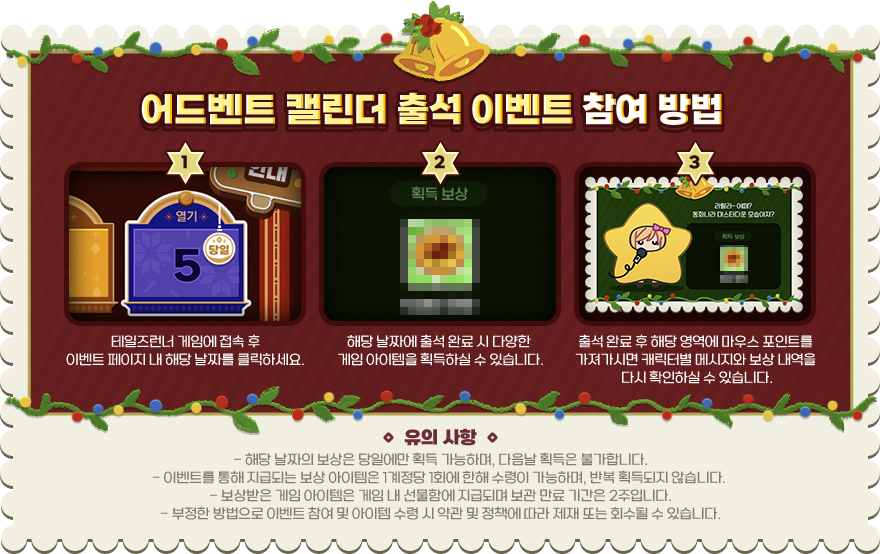 어드벤트 캘린더 출석 이벤트 참여 방법
1
2
3
안내
열기
당일
5
획득 보상
라랄라~ 어때?
동화나라 미스타다운 모습이지?
획득 보상
테일즈런너 게임에 접속 후
이벤트 페이지 내 해당 날짜를 클릭하세요.
해당 날짜에 출석 완료 시 다양한
게임 아이템을 획득하실 수 있습니다.
출석 완료 후 해당 영역에 마우스 포인트를
가져가시면 캐릭터별 메시지와 보상 내역을
다시 확인하실 수 있습니다.
유의 사항
- 해당 날짜의 보상은 당일에만 획득 가능하며, 다음날 획득은 불가합니다.
- 이벤트를 통해 지급되는 보상 아이템은 1계정당 1회에 한해 수령이 가능하며, 반복 획득되지 않습니다.
- 보상받은 게임 아이템은 게임 내 선물함에 지급되며 보관 만료 기간은 2주입니다.
- 부정한 방법으로 이벤트 참여 및 아이템 수령 시 약관 및 정책에 따라 제재 또는 회수될 수 있습니다.